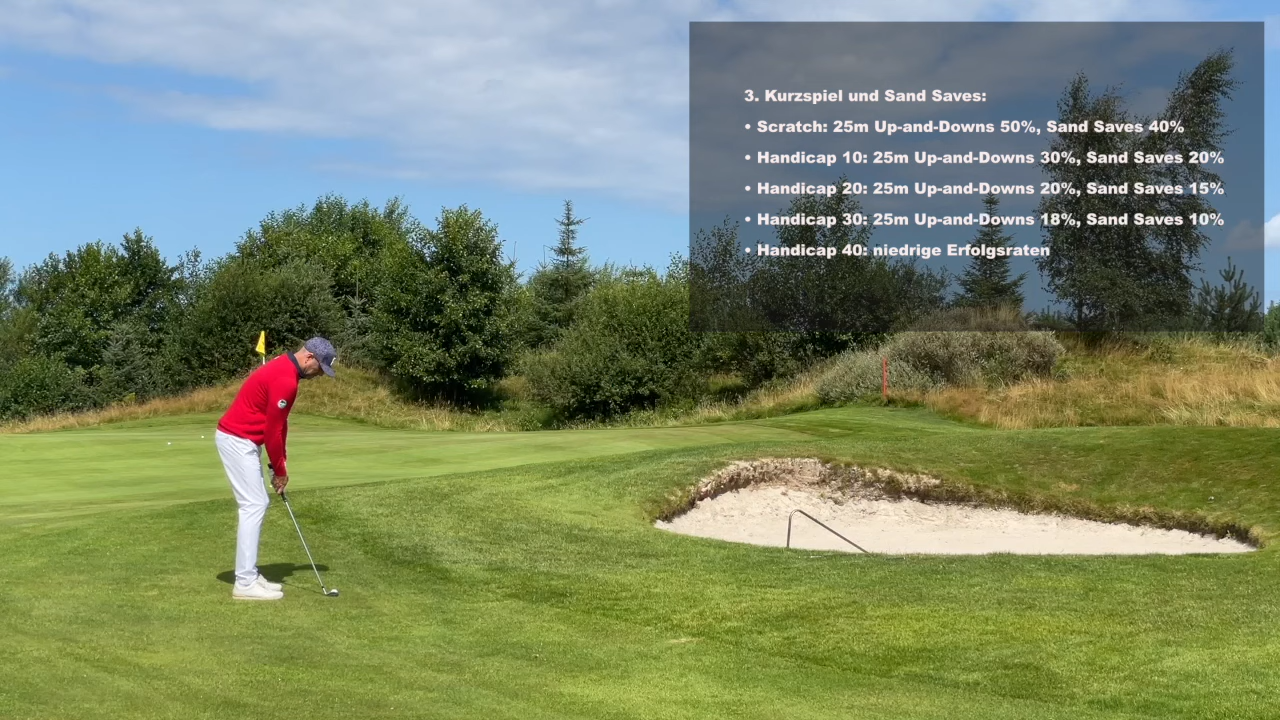 3. Kurzspiel und Sand Saves:
• Scratch: 25m Up-and-Downs 50%, Sand Saves 40%
• Handicap 10: 25m Up-and-Downs 30%, Sand Saves 20%
• Handicap 20: 25m Up-and-Downs 20%, Sand Saves 15%
• Handicap 30: 25m Up-and-Downs 18%, Sand Saves 10%
• Handicap 40: niedrige Erfolgsraten